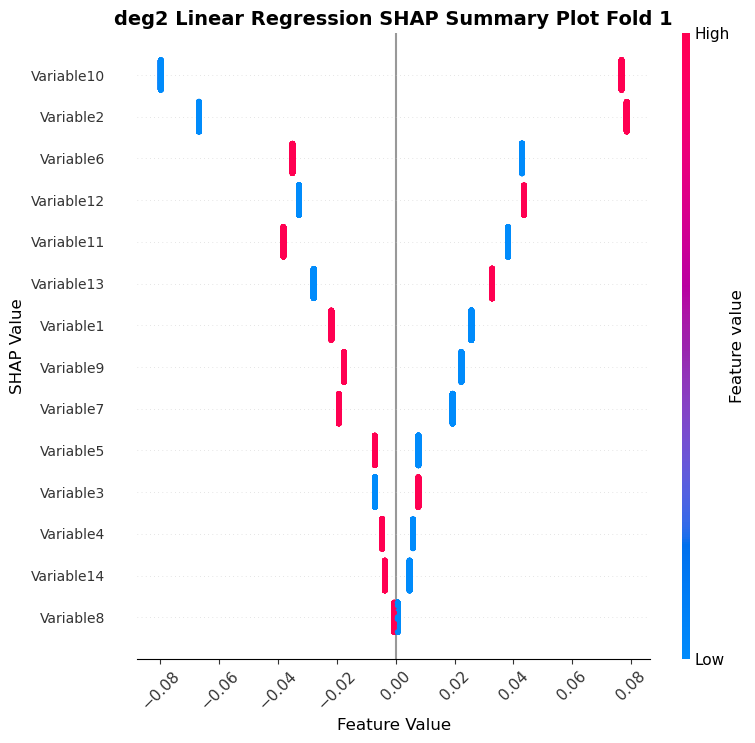 deg2 Linear Regression SHAP Summary Plot Fold 1
High
Variable10
Variable2
Variable6
Variable12
Variable11
Variable13
Variable1
Variable9
Variable7
Variable5
Variable3
Variable4
Variable14
Variable8
SHAP Value
Feature value
Low
−0.08
−0.06
−0.04
−0.02
0.00
0.02
0.04
0.06
0.08
Feature Value